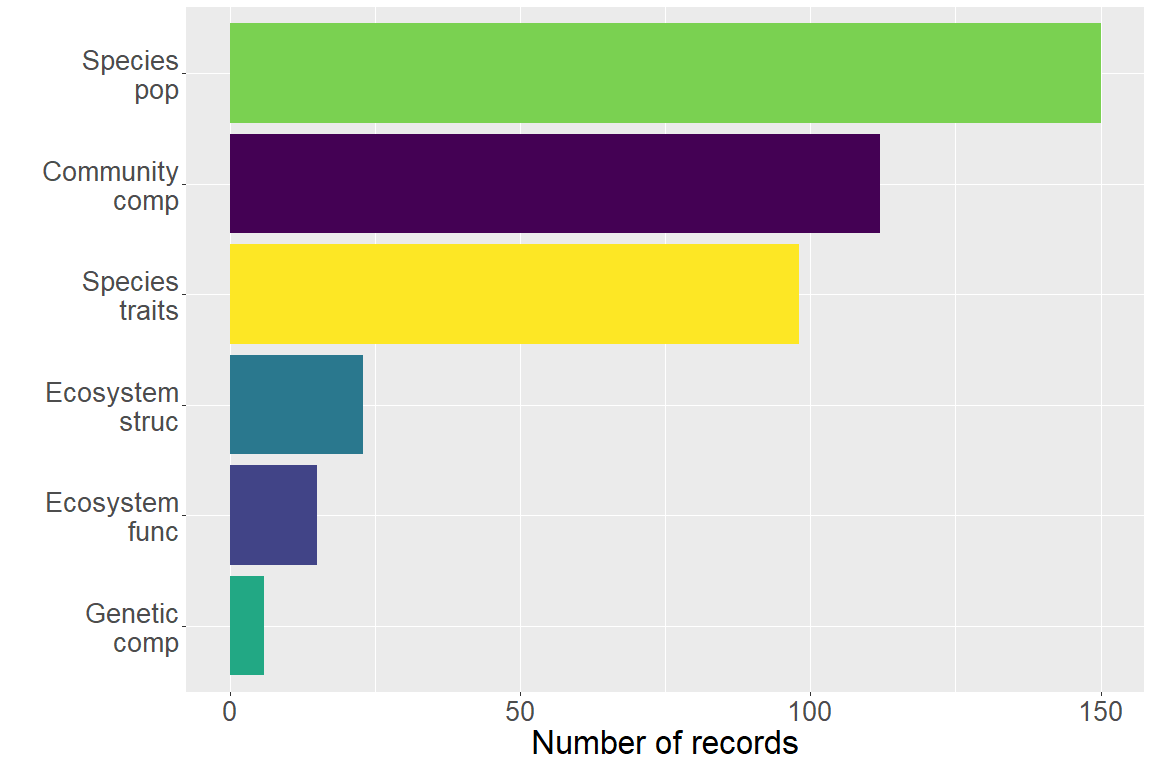 Species
pop
Community
comp
Species
traits
Ecosystem
struc
Ecosystem
func
Genetic
comp
0 50 100 150
Number of records